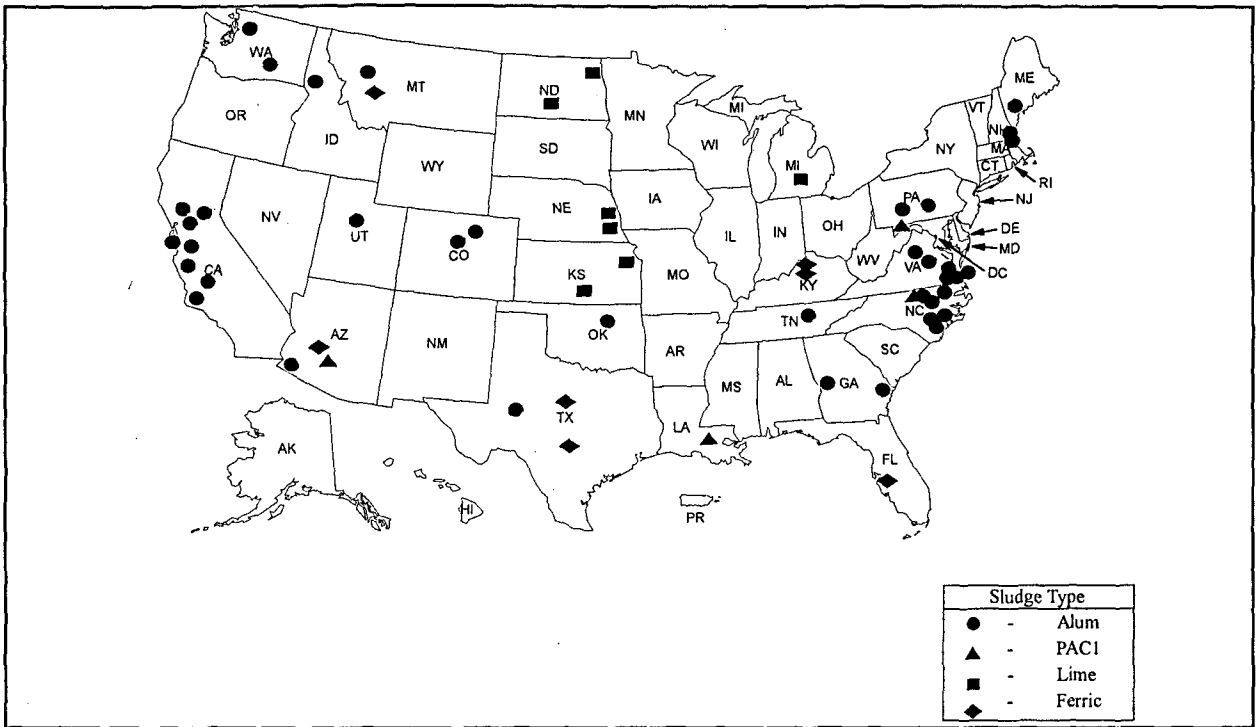 WA
MT
ND
MN
MI
ME
VT
OR
ID
SD
WI
MI
NY
NH
MA
CT
RI
WY
NV
UT
CO
NE
IA
PA
NJ
IL
IN
OH
DE
MD
DC
WV
VA
CA
KS
MO
KY
AZ
NM
OK
AR
TN
NC
SC
TX
LA
MS
AL
GA
FL
AK
HI
PR
Sludge Type
- Alum
- PAC1
- Lime
- Ferric